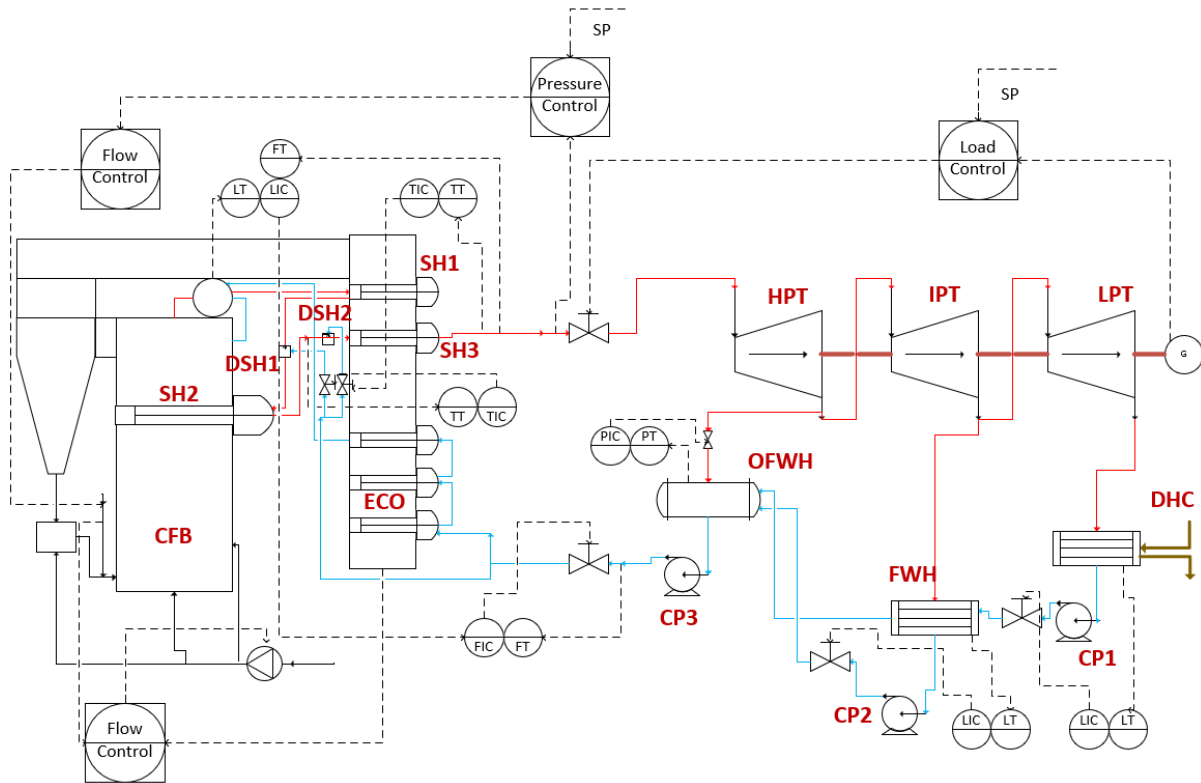 SP
Pressure
Control
SP
Flow
Control
Load
Control
FT
LT
LIC
TIC
TT
SH1
DSH2
SH3
DSH1
SH2
HPT
IPT
LPT
G
TT
TIC
PIC
PT
OFWH
ECO
CFB
DHC
FWH
CP3
CP1
FIC
FT
CP2
LIC
LT
LIC
LT
Flow
Control